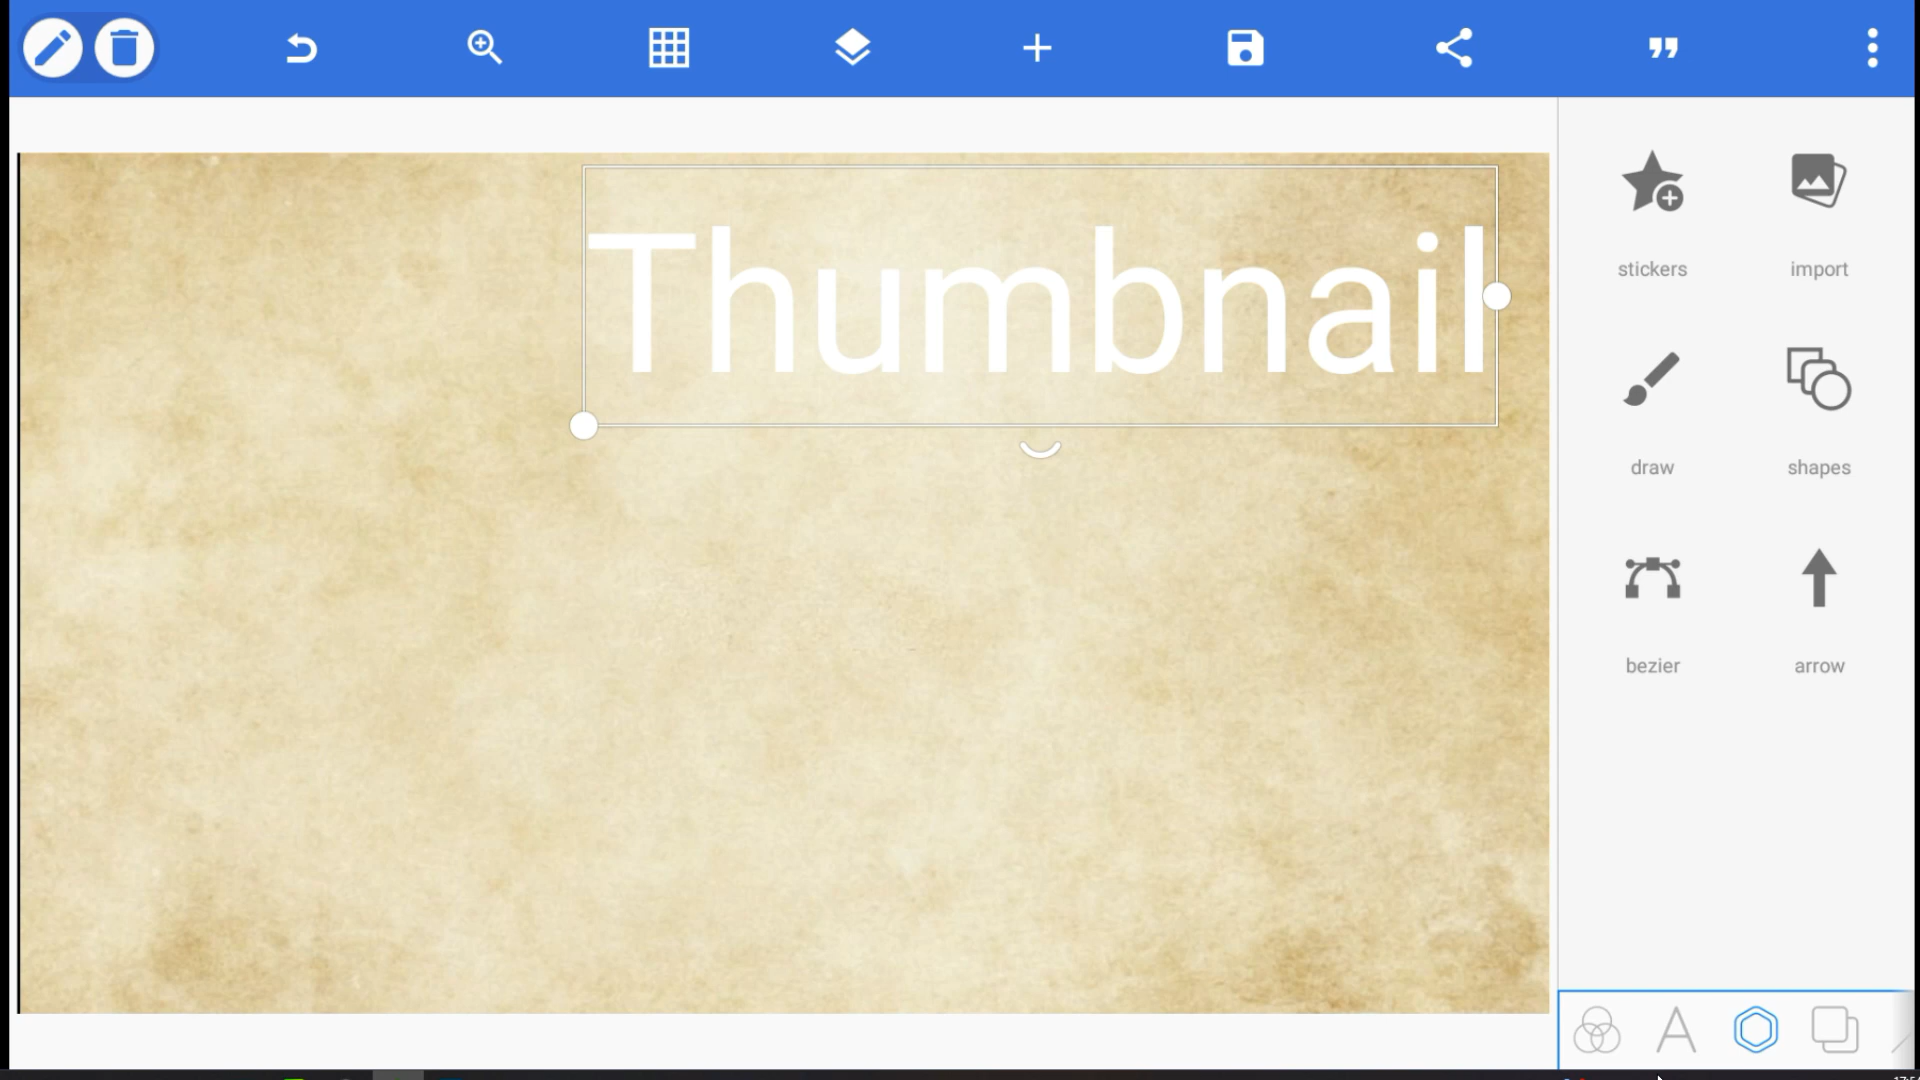 Thumbnail
stickers
import
draw
shapes
bezier
arrow